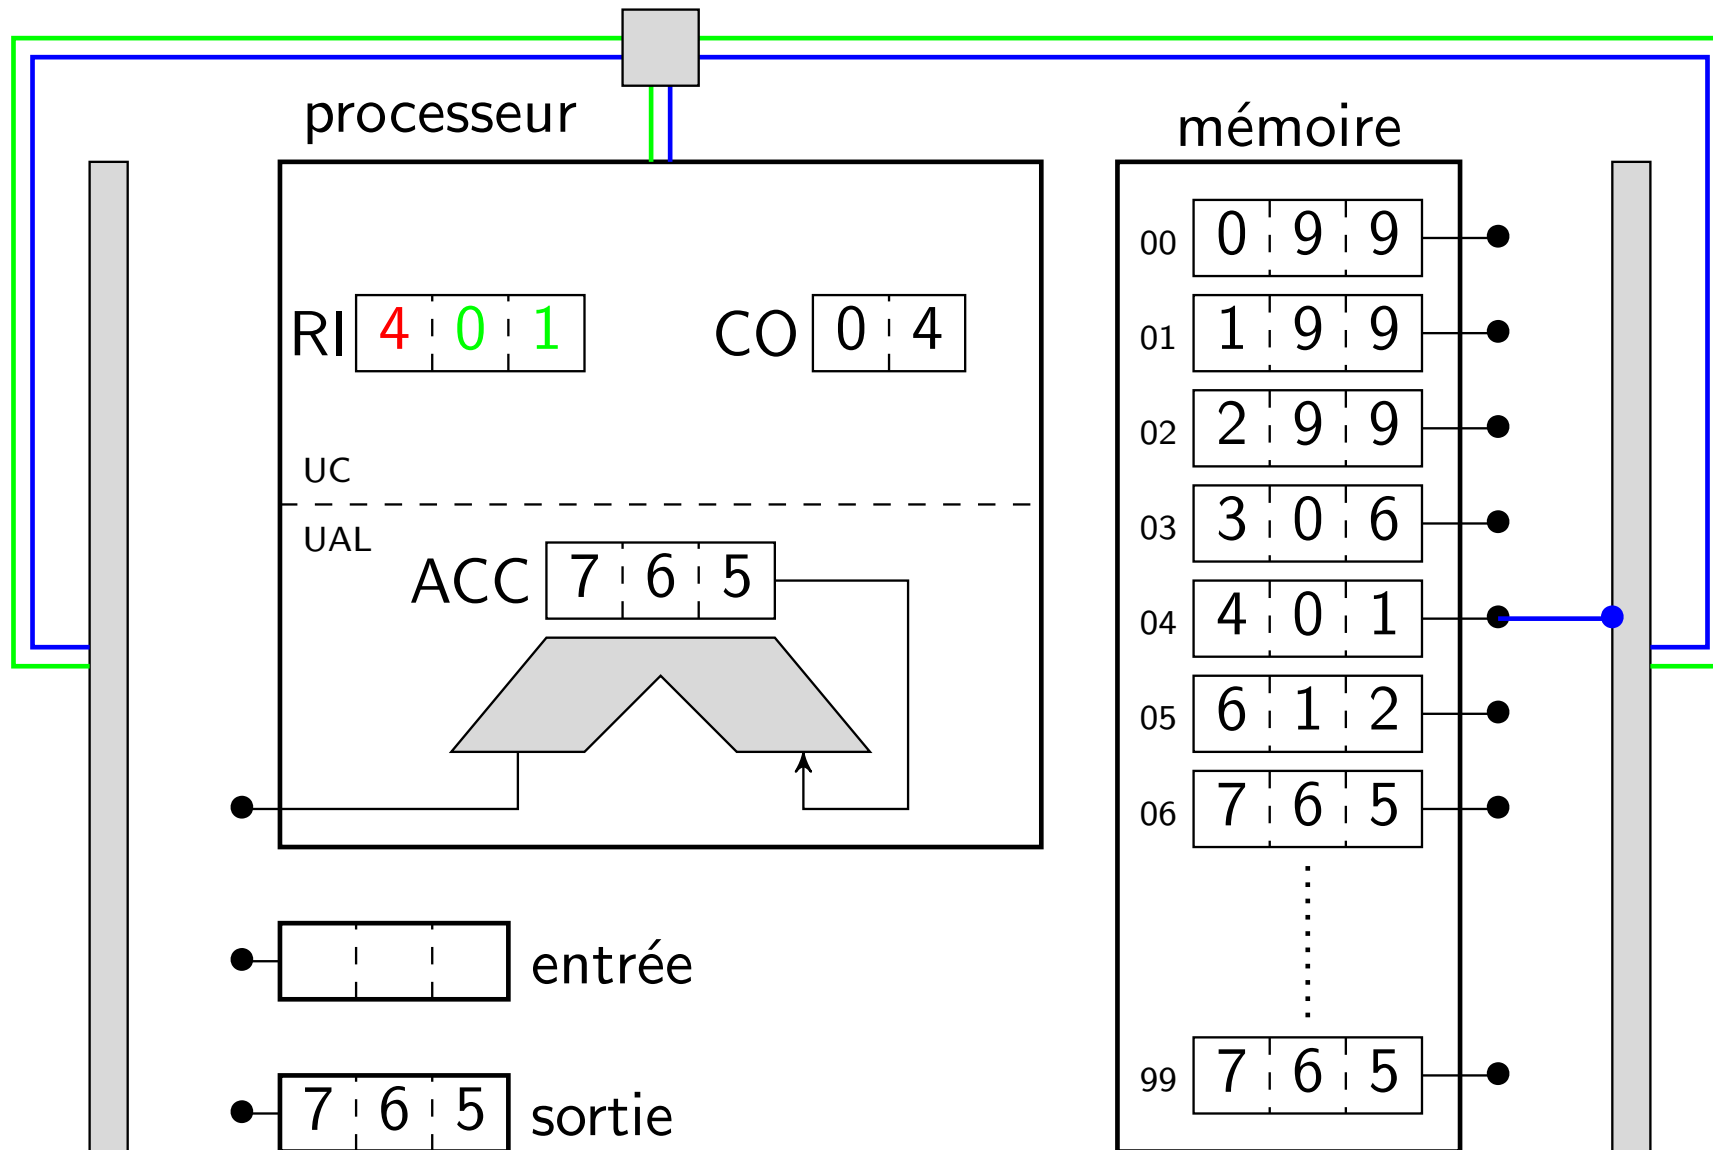 processeur
mémoire
00 0 9 9
RI 4 0 1 CO 0 4
01 1 9 9
02 2 9 9
UC
03 3 0 6
UAL
ACC 7 6 5
04 4 0 1
05 6 1 2
06 7 6 5
entrée
99 7 6 5
7 6 5 sortie